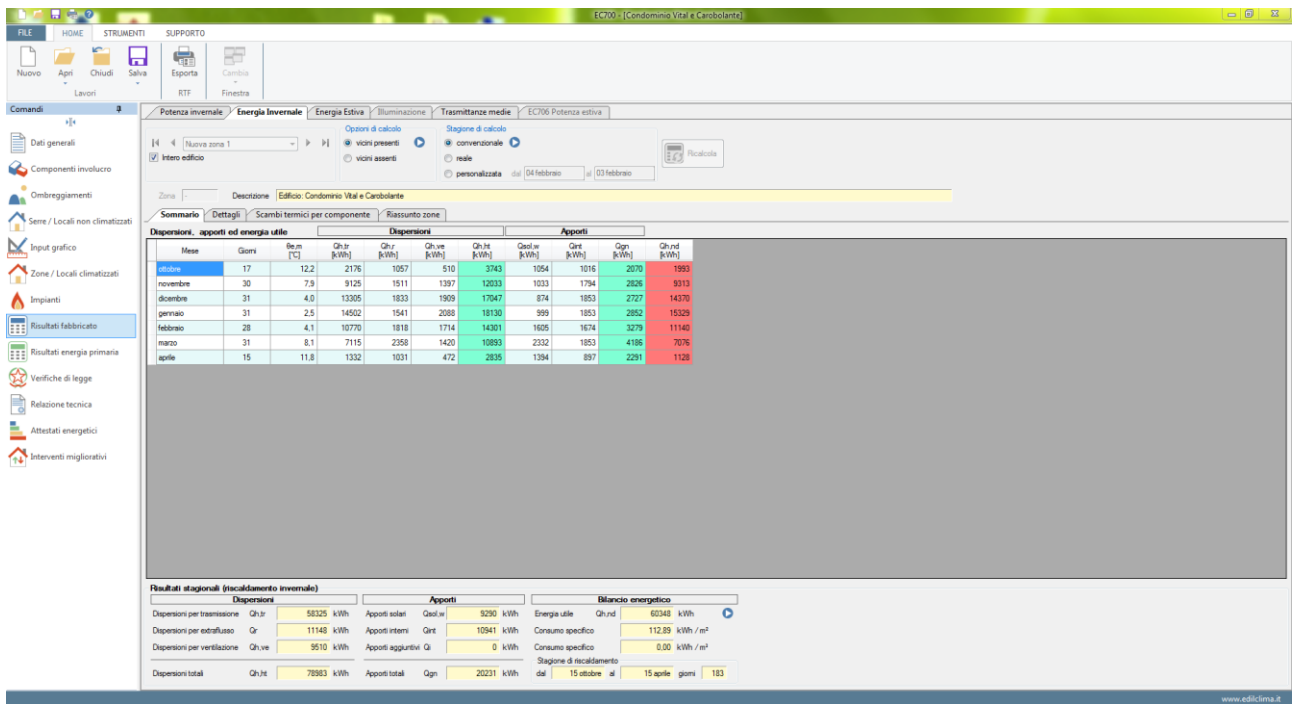 EC700 - [Condominio Vital e Carobolante]
FILE HOME STRUMENTI SUPPORTO
Nuovo Apri Chiudi Salva Esporta Cambia
Lavori RTF Finestra
Comandi
Dati generali
Componenti involucro
Ombreggiamenti
Serre / Locali non climatizzati
Input grafico
Zone / Locali climatizzati
Impianti
Risultati fabbricato
Risultati energia primaria
Verifiche di legge
Relazione tecnica
Attestati energetici
Interventi migliorativi
Potenza invernale Energia Invernale Energia Estiva Illuminazione Trasmittanze medie EC706 Potenza estiva
Opzioni di calcolo Stagione di calcolo
Nuova zona 1 vicini presenti convenzionale
Intero edificio vicini assenti reale Ricalcola
personalizzata dal 04 febbraio al 03 febbraio
Zona - Descrizione Edificio: Condominio Vital e Carobolante
Sommario Dettagli Scambi termici per componente Riassunto zone
Dispersioni, apporti ed energia utile Dispersioni Apporti
Mese Giorni θe,m [°C] Qh,tr [kWh] Qh,r [kWh] Qh,ve [kWh] Qh,ht [kWh] Qsol,w [kWh] Qint [kWh] Qgn [kWh] Qh,nd [kWh]
ottobre 17 12,2 2176 1057 510 3743 1054 1016 2070 1993
novembre 30 7,9 9125 1511 1397 12033 1033 1794 2826 9313
dicembre 31 4,0 13305 1833 1909 17047 874 1853 2727 14370
gennaio 31 2,5 14502 1541 2088 18130 999 1853 2852 15329
febbraio 28 4,1 10770 1818 1714 14301 1605 1674 3279 11140
marzo 31 8,1 7115 2358 1420 10893 2332 1853 4186 7076
aprile 15 11,8 1332 1031 472 2835 1394 897 2291 1128
Risultati stagionali (riscaldamento invernale)
Dispersioni Apporti Bilancio energetico
Dispersioni per trasmissione Qh,tr 58325 kWh Apporti solari Qsol,w 9290 kWh Energia utile Qh,nd 60348 kWh
Dispersioni per extraflusso Qr 11148 kWh Apporti interni Qint 10941 kWh Consumo specifico 112,89 kWh / m²
Dispersioni per ventilazione Qh,ve 9510 kWh Apporti aggiuntivi Qi 0 kWh Consumo specifico 0,00 kWh / m²
Stagione di riscaldamento
Dispersioni totali Qh,ht 78983 kWh Apporti totali Qgn 20231 kWh dal 15 ottobre al 15 aprile giorni 183
www.edilclima.it